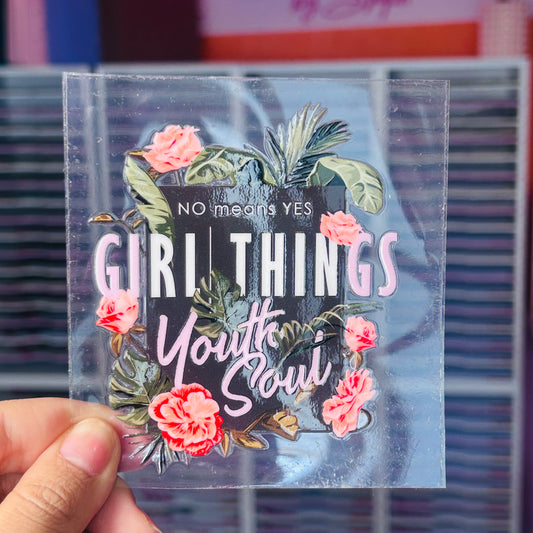 NO means YES
GIRL THINGS
Youth
Soul